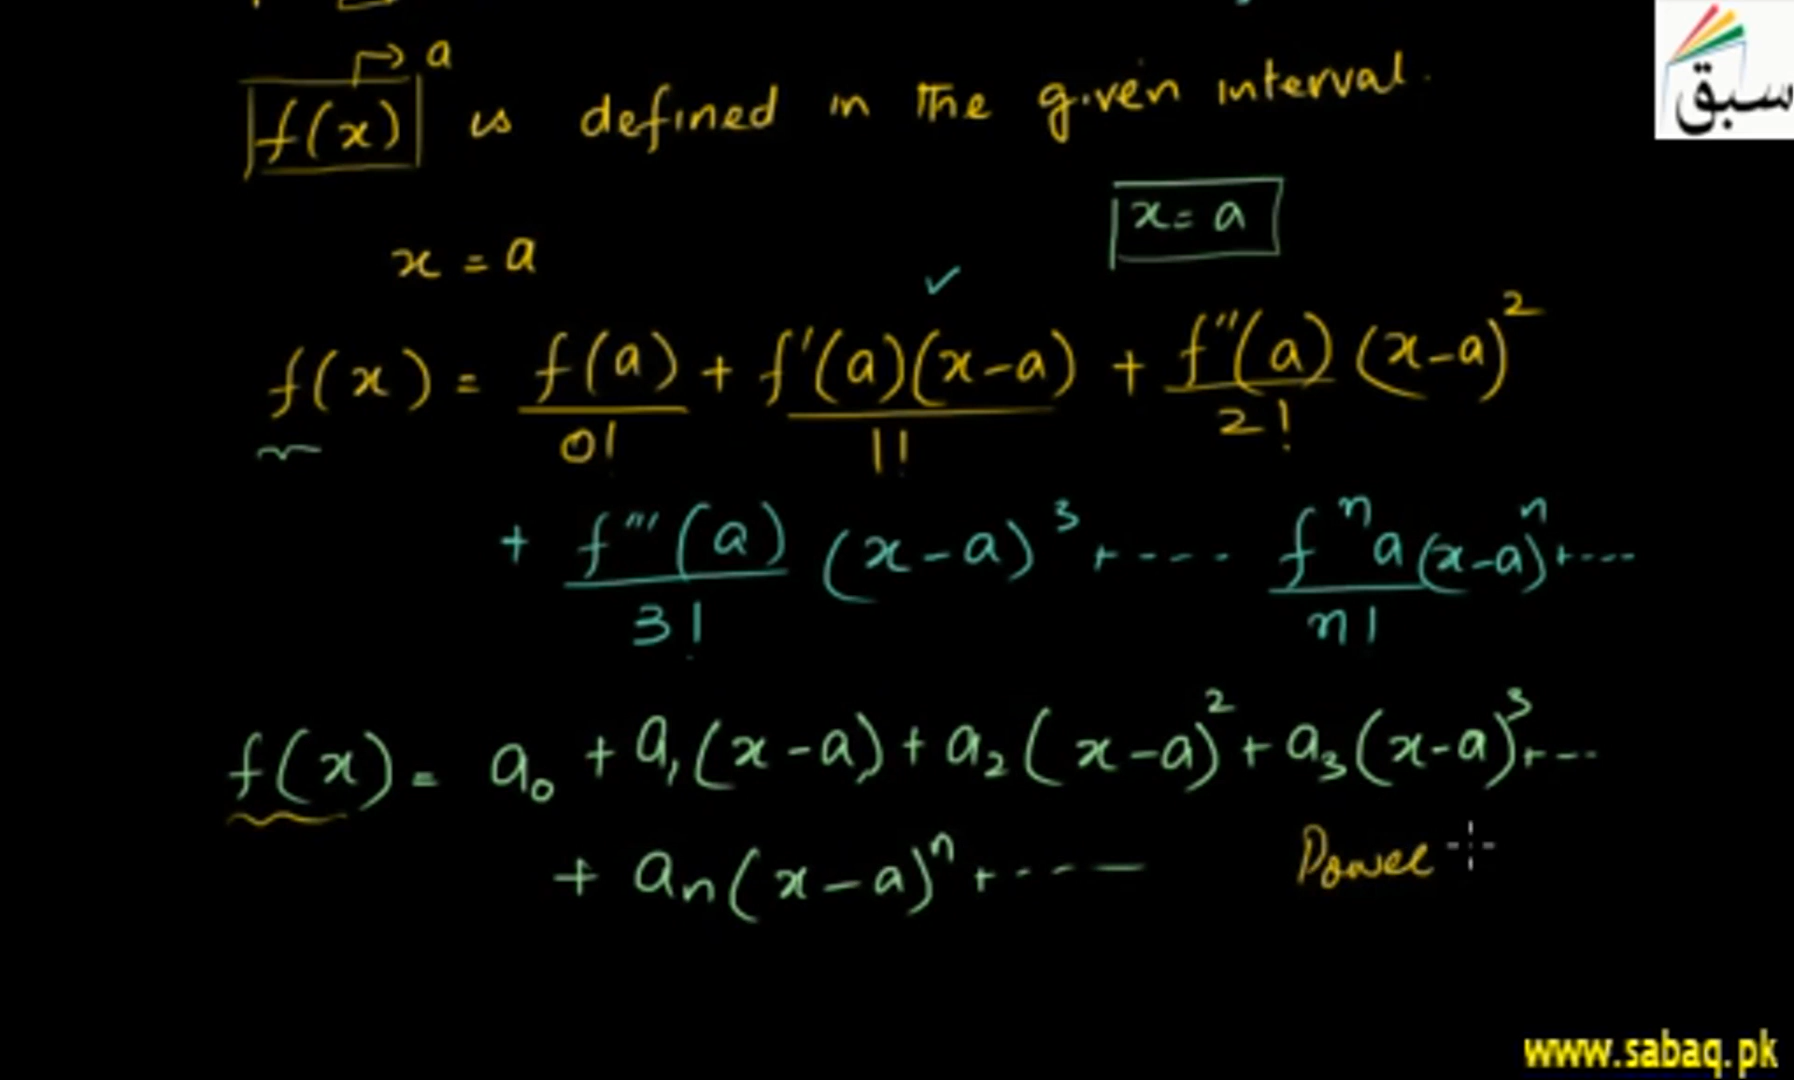 a
f(x) is defined in the given interval.
x = a
x = a
✓
f(x) = f(a)/0! + f'(a)(x-a)/1! + f''(a)/2! (x-a)²
+ f'''(a)/3! (x-a)³ + ---- fⁿa(x-a)ⁿ/n! + ----
f(x) = a₀ + a₁(x-a) + a₂(x-a)² + a₃(x-a)³ + ---
+ aₙ(x-a)ⁿ + ----
Power
سبق
www.sabaq.pk